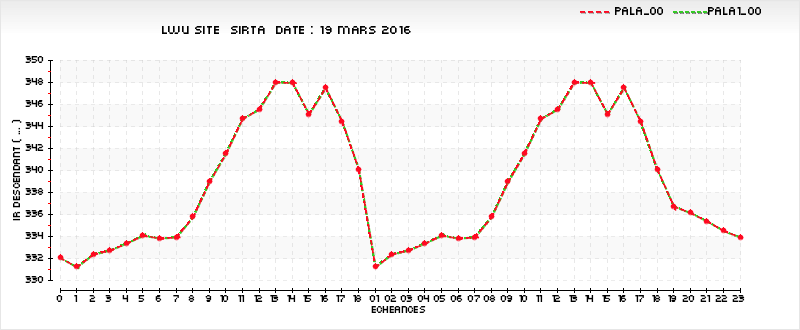 PALA_00 PALAT_00
LWU SITE SIRTA DATE : 19 MARS 2016
IR DESCENDANT ( ... )
350
348
346
344
342
340
338
336
334
332
330
0 1 2 3 4 5 6 7 8 9 10 11 12 13 14 15 16 17 18 01 02 03 04 05 06 07 08 09 10 11 12 13 14 15 16 17 18 19 20 21 22 23
ECHEANCES